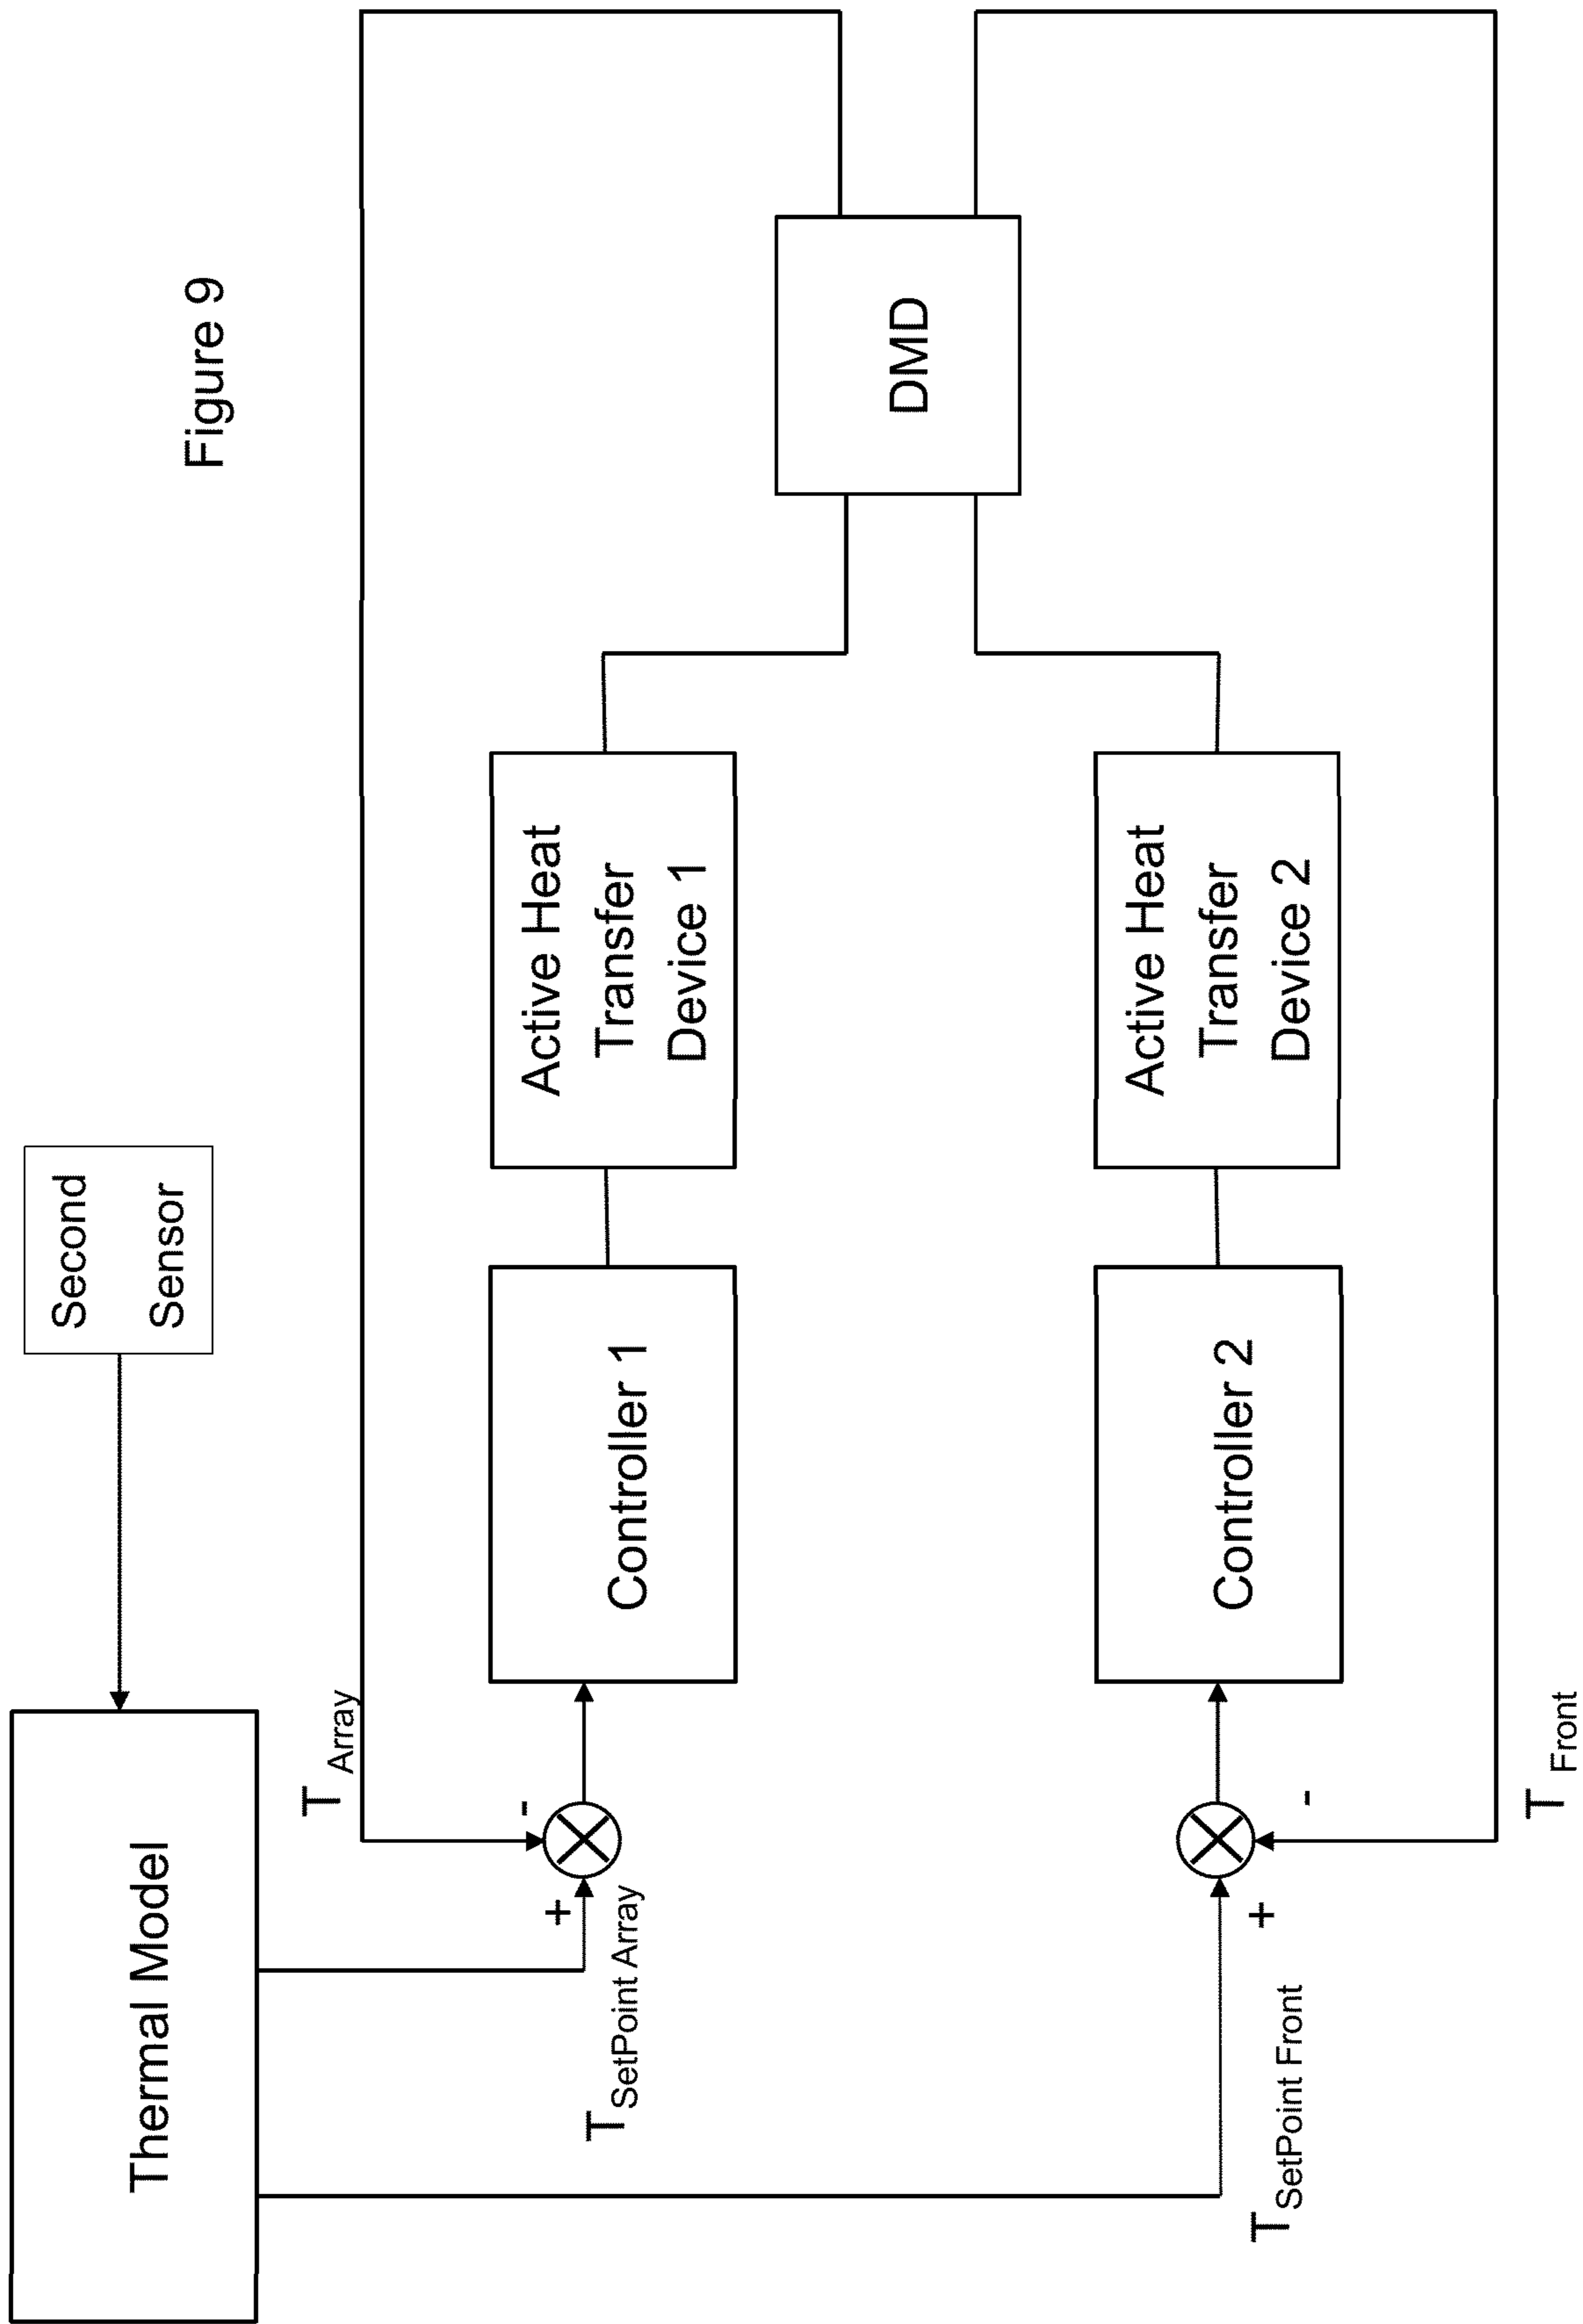 Figure 9
Second
Sensor
Thermal Model
T Array
-
+
T SetPoint Array
Controller 1
Active Heat
Transfer
Device 1
DMD
Controller 2
Active Heat
Transfer
Device 2
-
+
T SetPoint Front
T Front